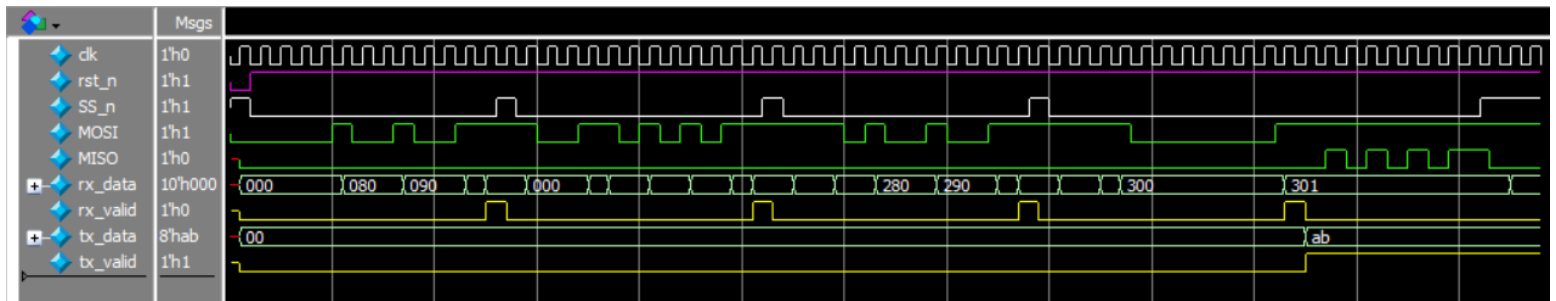 Msgs
clk 1'h0
rst_n 1'h1
SS_n 1'h1
MOSI 1'h1
MISO 1'h0
rx_data 10'h000 000 080 090 000 280 290 300 301
rx_valid 1'h0
tx_data 8'hab 00 ab
tx_valid 1'h1